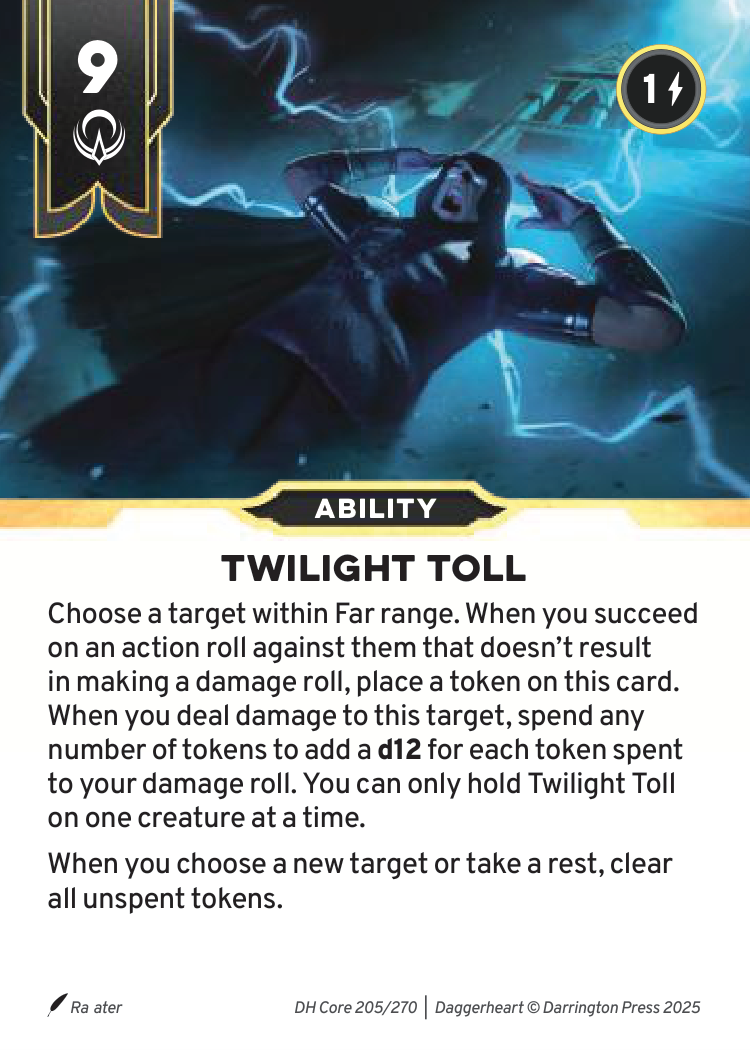 9
1
ABILITY
TWILIGHT TOLL
Choose a target within Far range. When you succeed
on an action roll against them that doesn’t result
in making a damage roll, place a token on this card.
When you deal damage to this target, spend any
number of tokens to add a d12 for each token spent
to your damage roll. You can only hold Twilight Toll
on one creature at a time.
When you choose a new target or take a rest, clear
all unspent tokens.
Ra ater
DH Core 205/270 | Daggerheart © Darrington Press 2025